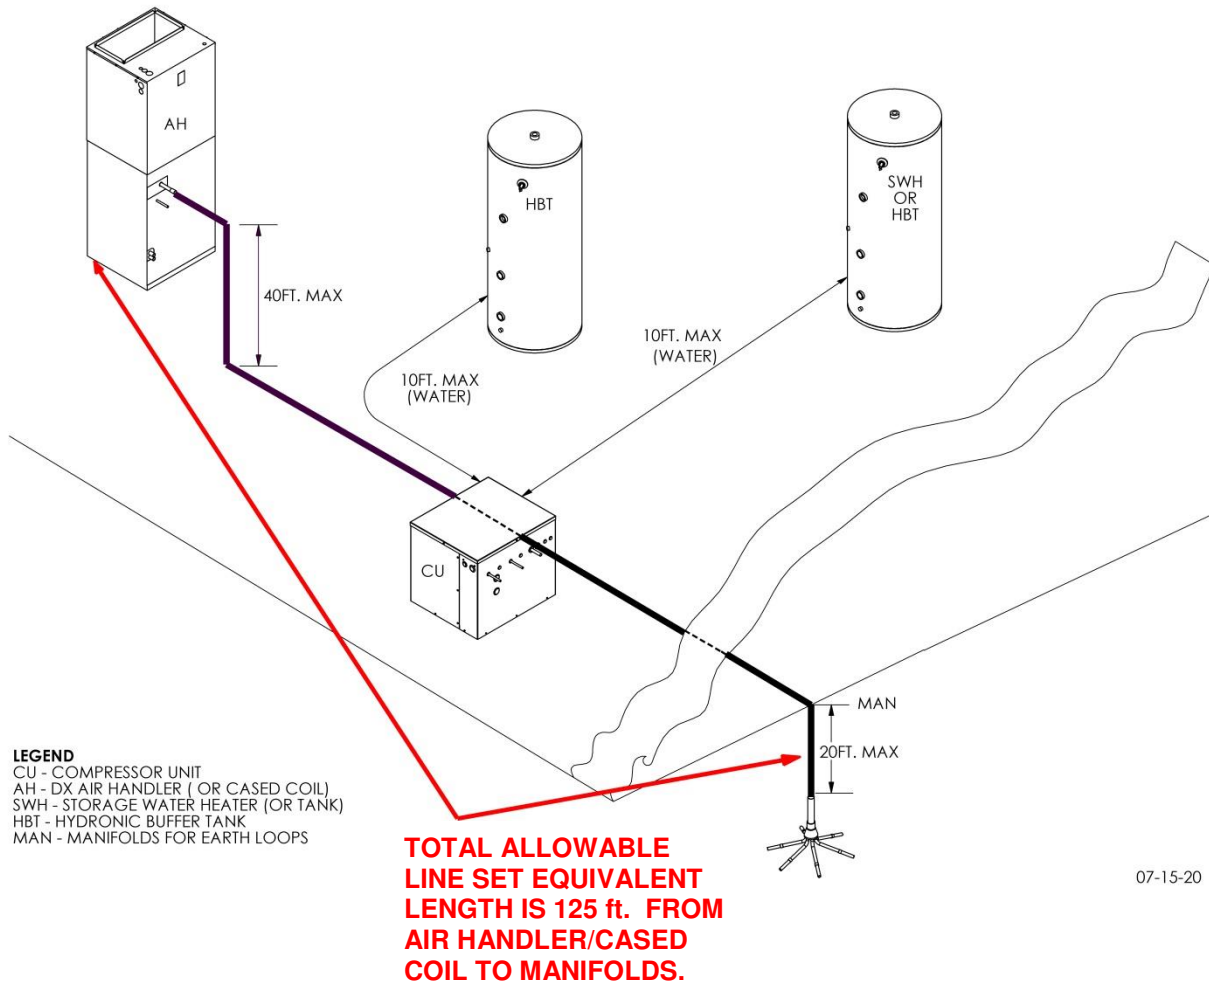 AH
HBT
SWH
OR
HBT
40FT. MAX
10FT. MAX
(WATER)
10FT. MAX
(WATER)
CU
MAN
20FT. MAX
LEGEND
CU - COMPRESSOR UNIT
AH - DX AIR HANDLER ( OR CASED COIL)
SWH - STORAGE WATER HEATER (OR TANK)
HBT - HYDRONIC BUFFER TANK
MAN - MANIFOLDS FOR EARTH LOOPS
TOTAL ALLOWABLE
LINE SET EQUIVALENT
LENGTH IS 125 ft. FROM
AIR HANDLER/CASED
COIL TO MANIFOLDS.
07-15-20